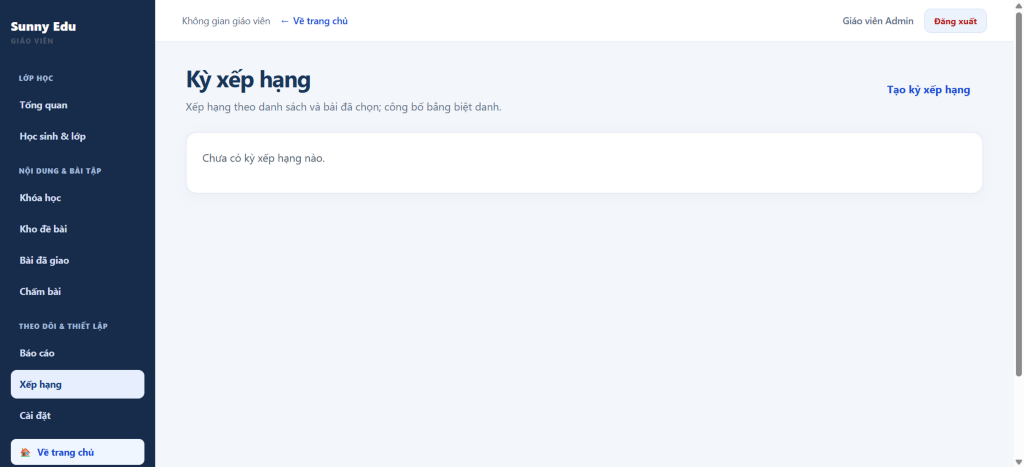 Sunny Edu
GIÁO VIÊN
LỚP HỌC
Tổng quan
Học sinh & lớp
NỘI DUNG & BÀI TẬP
Khóa học
Kho đề bài
Bài đã giao
Chấm bài
THEO DÕI & THIẾT LẬP
Báo cáo
Xếp hạng
Cài đặt
Về trang chủ
Không gian giáo viên ← Về trang chủ
Giáo viên Admin Đăng xuất
Kỳ xếp hạng
Xếp hạng theo danh sách và bài đã chọn; công bố bằng biệt danh.
Tạo kỳ xếp hạng
Chưa có kỳ xếp hạng nào.